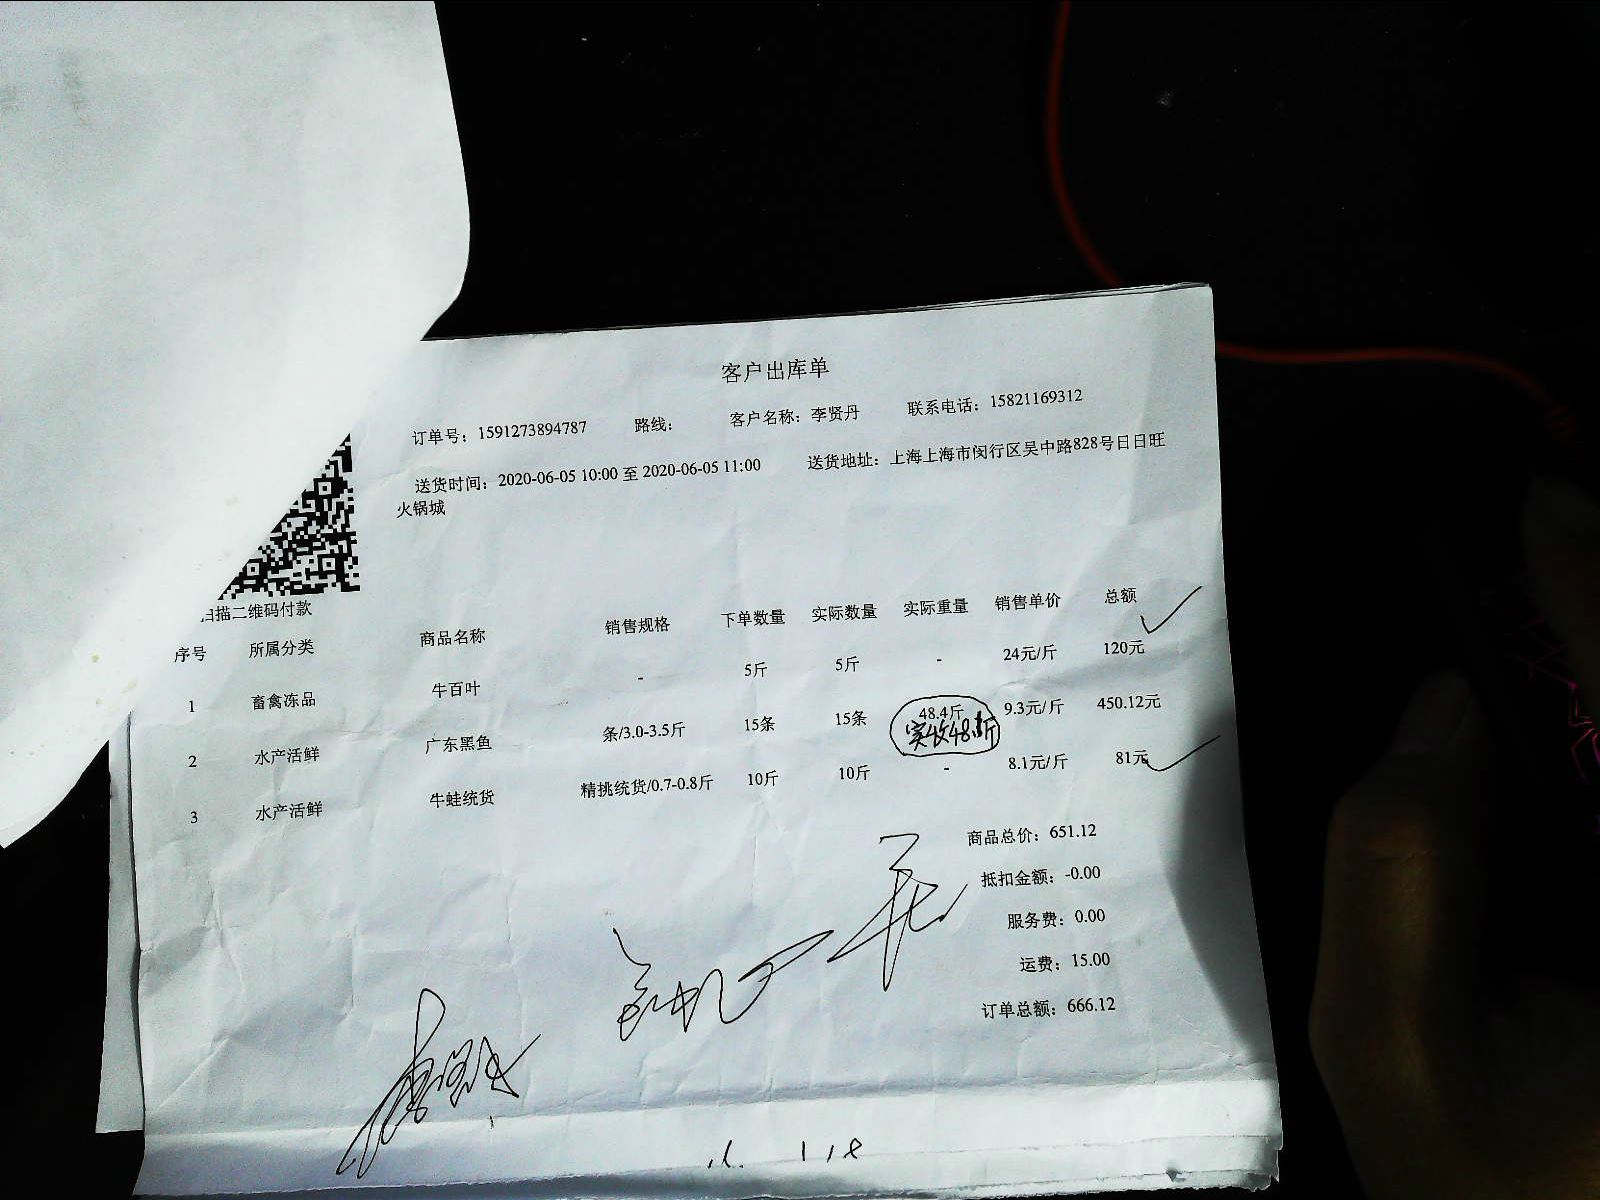 客户出库单
订单号：1591273894787 路线： 客户名称：李贤丹 联系电话：15821169312
送货时间：2020-06-05 10:00 至 2020-06-05 11:00 送货地址：上海上海市闵行区吴中路828号日日旺
火锅城
扫描二维码付款
序号 所属分类 商品名称 销售规格 下单数量 实际数量 实际重量 销售单价 总额
1 畜禽冻品 牛百叶 - 5斤 5斤 - 24元/斤 120元
2 水产活鲜 广东黑鱼 条/3.0-3.5斤 15条 15条 48.4斤 9.3元/斤 450.12元
实收48.1斤
3 水产活鲜 牛蛙统货 精挑统货/0.7-0.8斤 10斤 10斤 - 8.1元/斤 81元
商品总价：651.12
抵扣金额：-0.00
服务费：0.00
运费：15.00
订单总额：666.12